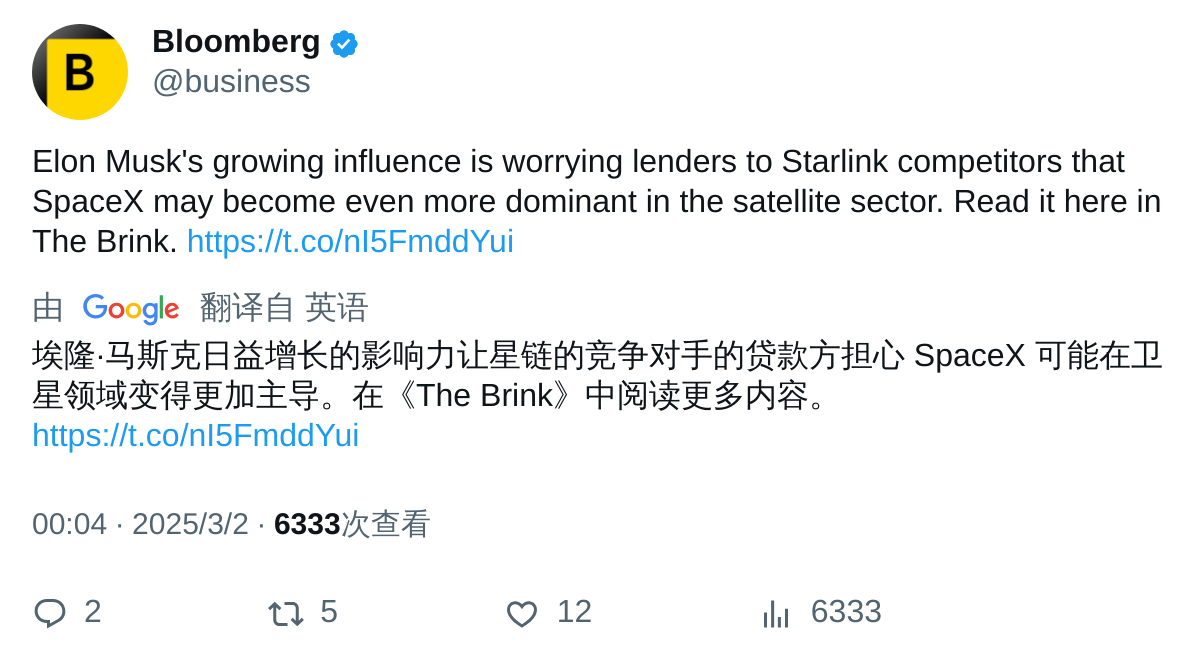 B
Bloomberg
@business
Elon Musk's growing influence is worrying lenders to Starlink competitors that
SpaceX may become even more dominant in the satellite sector. Read it here in
The Brink. https://t.co/nI5FmddYui
由 Google 翻译自 英语
埃隆·马斯克日益增长的影响力让星链的竞争对手的贷款方担心 SpaceX 可能在卫
星领域变得更加主导。在《The Brink》中阅读更多内容。
https://t.co/nI5FmddYui
00:04 · 2025/3/2 · 6333次查看
2 5 12 6333